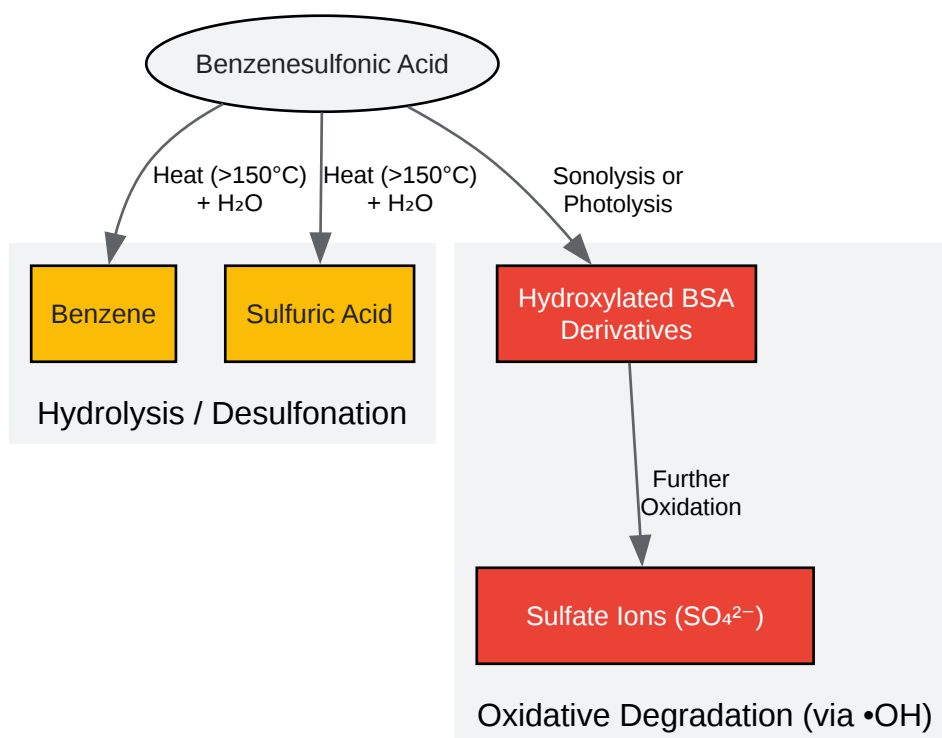 Benzenesulfonic Acid
Heat (>150°C)
+ H₂O
Heat (>150°C)
+ H₂O
Sonolysis or
Photolysis
Benzene
Sulfuric Acid
Hydroxylated BSA
Derivatives
Hydrolysis / Desulfonation
Further
Oxidation
Sulfate Ions (SO₄²⁻)
Oxidative Degradation (via •OH)